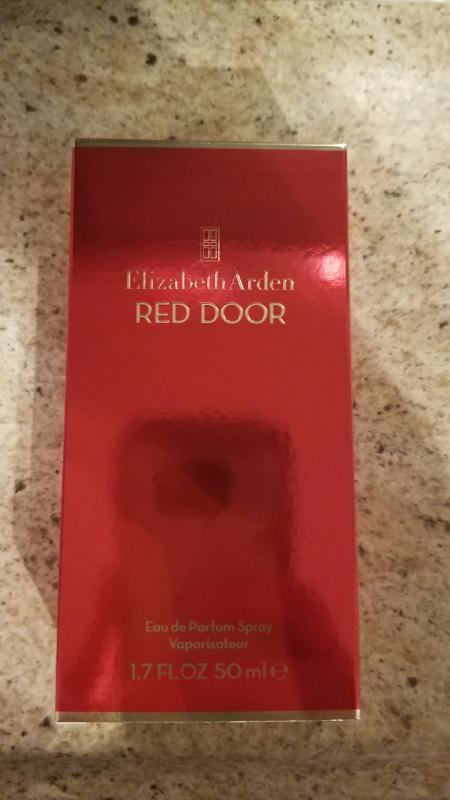 Elizabeth Arden
RED DOOR
Eau de Parfum Spray
Vaporisateur
1.7 FL OZ 50 ml ℮